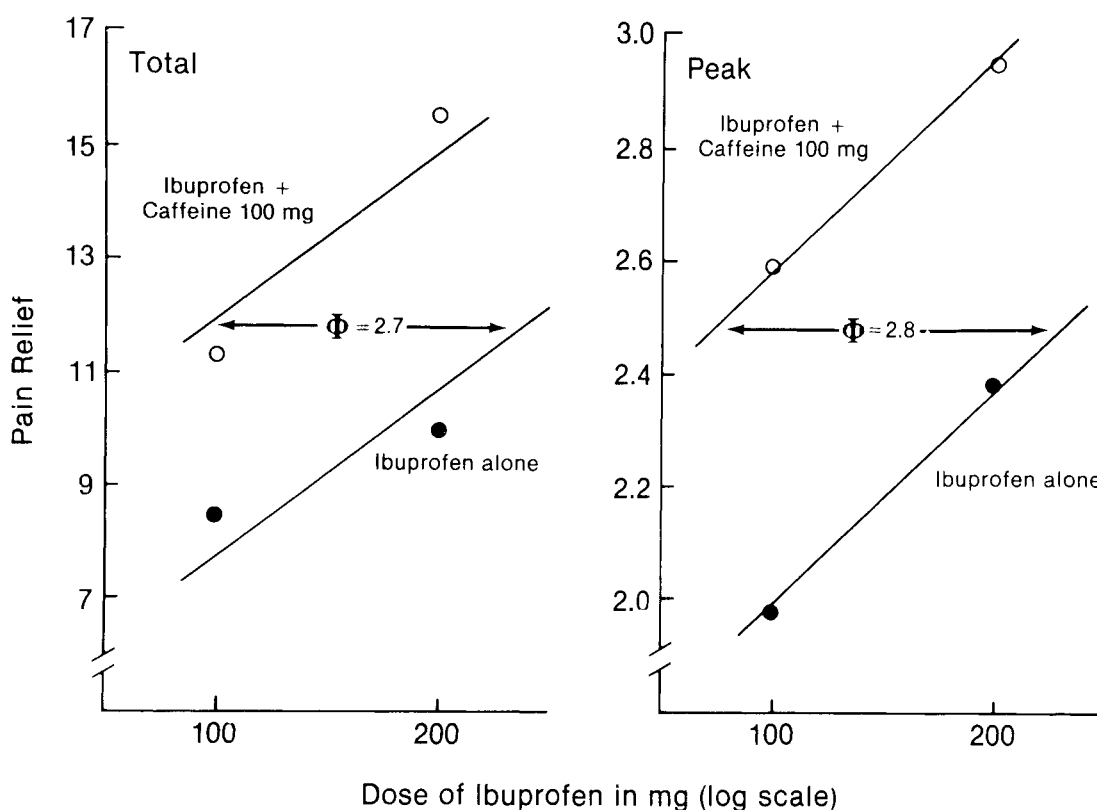 Pain Relief
17
15
13
11
9
7
Total
Ibuprofen +
Caffeine 100 mg
Φ = 2.7
Ibuprofen alone
100
200
3.0
2.8
2.6
2.4
2.2
2.0
Peak
Ibuprofen +
Caffeine 100 mg
Φ = 2.8
Ibuprofen alone
100
200
Dose of Ibuprofen in mg (log scale)